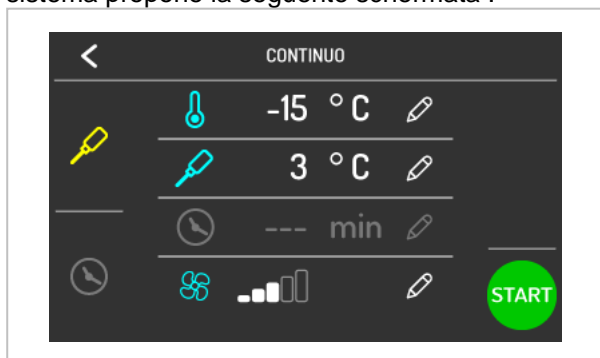 sistema propone la seguente schermata :
CONTINUO
-15 °C
3 °C
--- min
START